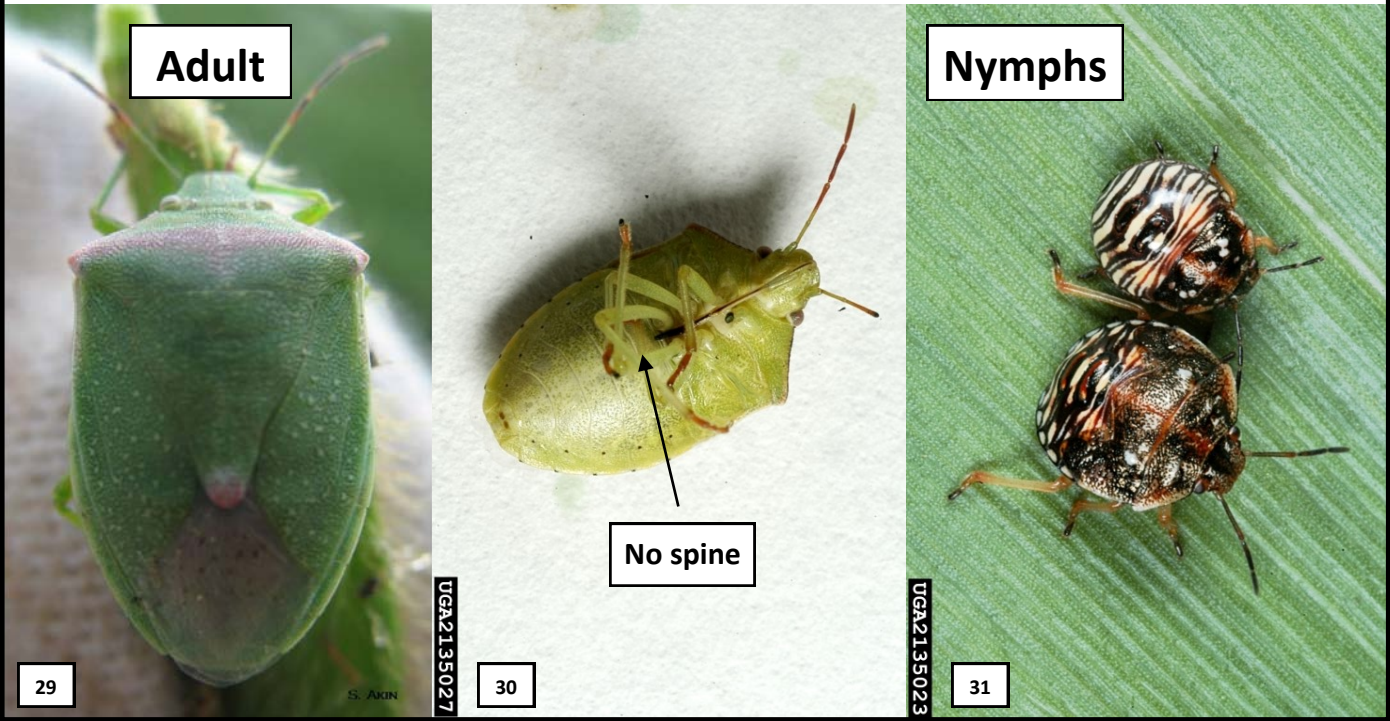 Adult
Nymphs
No spine
UGA2135027
UGA2135023
29
S. AKIN
30
31